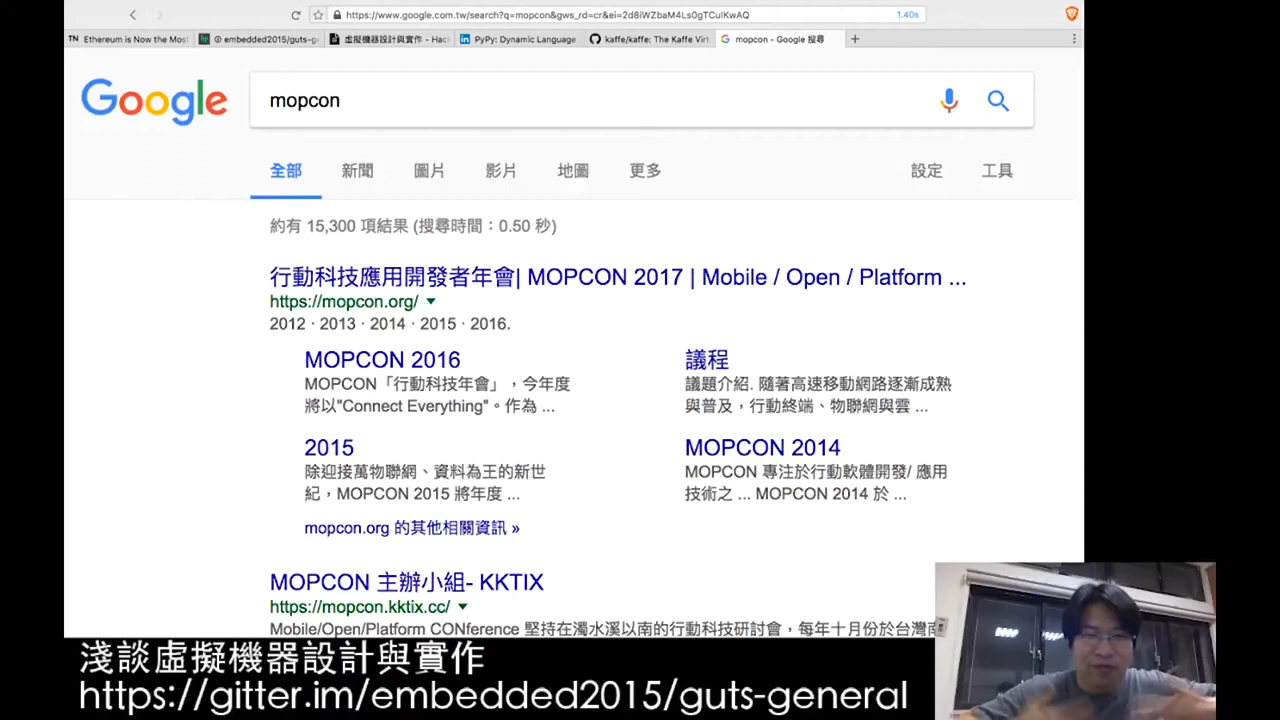 https://www.google.com.tw/search?q=mopcon&gws_rd=cr&ei=2d8iWZbaM4Ls0gTCuIKwAQ 1.40s
TN Ethereum is Now the Most embedded2015/guts-g 虛擬機器設計與實作 - Hac PyPy: Dynamic Language kaffe/kaffe: The Kaffe Virt mopcon - Google 搜尋
Google mopcon
全部 新聞 圖片 影片 地圖 更多 設定 工具
約有 15,300 項結果 (搜尋時間：0.50 秒)
行動科技應用開發者年會| MOPCON 2017 | Mobile / Open / Platform ...
https://mopcon.org/
2012 · 2013 · 2014 · 2015 · 2016.
MOPCON 2016
MOPCON「行動科技年會」，今年度
將以"Connect Everything"。作為 ...
議程
議題介紹. 隨著高速移動網路逐漸成熟
與普及，行動終端、物聯網與雲 ...
2015
除迎接萬物聯網、資料為王的新世
紀，MOPCON 2015 將年度 ...
MOPCON 2014
MOPCON 專注於行動軟體開發/ 應用
技術之 ... MOPCON 2014 於 ...
mopcon.org 的其他相關資訊 »
MOPCON 主辦小組- KKTIX
https://mopcon.kktix.cc/
Mobile/Open/Platform CONference 堅持在濁水溪以南的行動科技研討會，每年十月份於台灣南
淺談虛擬機器設計與實作
https://gitter.im/embedded2015/guts-general